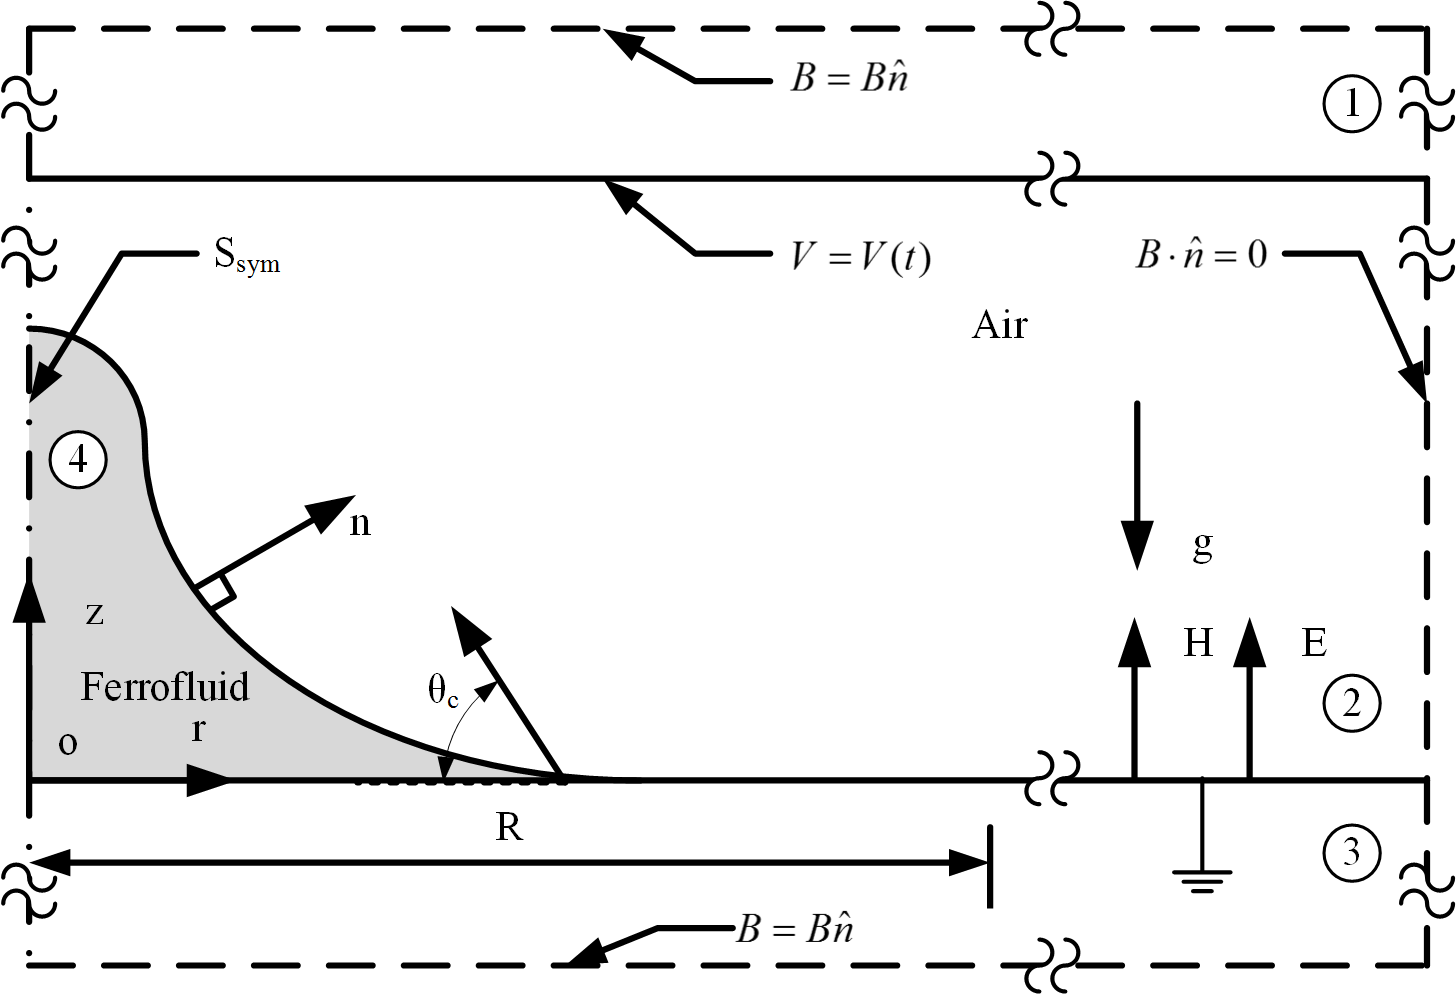 B = Bn̂
1
S_sym
V = V(t)
B · n̂ = 0
Air
4
n
g
z
θ_c
H
E
Ferrofluid
r
2
o
R
3
B = Bn̂